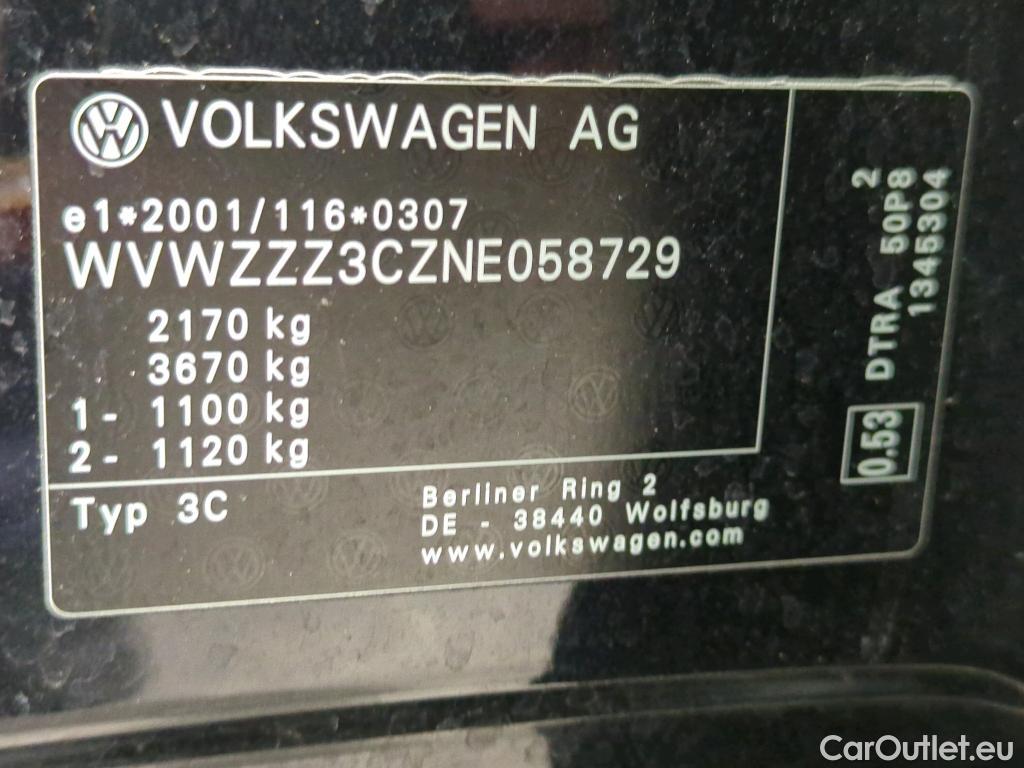 VOLKSWAGEN AG
e1*2001/116*0307
WVWZZZ3CZNE058729
2170 kg
3670 kg
1- 1100 kg
2- 1120 kg
Typ 3C
Berliner Ring 2
DE - 38440 Wolfsburg
www.volkswagen.com
0.53
DTRA 50P8 2
1345304
CarOutlet.eu